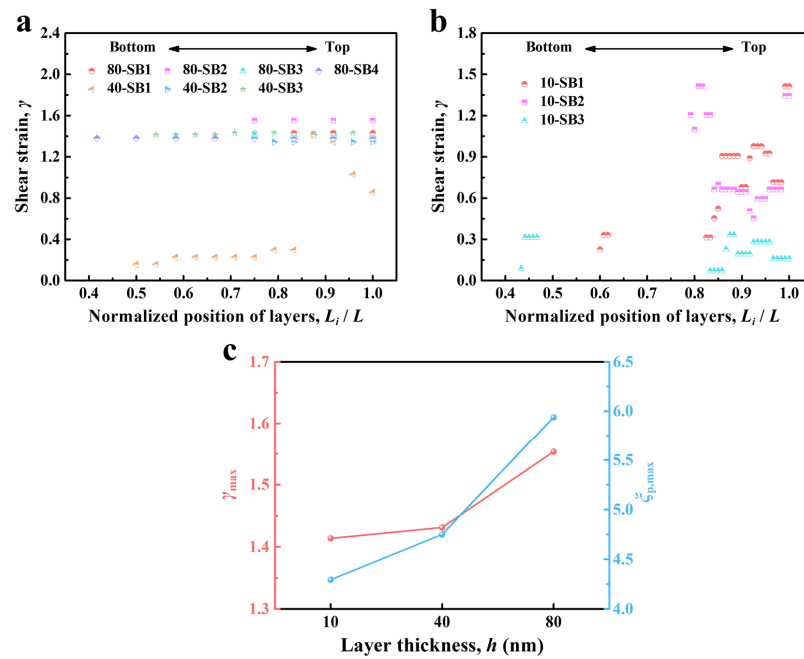 a
Bottom Top
80-SB1 80-SB2 80-SB3 80-SB4
40-SB1 40-SB2 40-SB3
Shear strain, γ
2.4
2.0
1.6
1.2
0.8
0.4
0.0
0.4 0.5 0.6 0.7 0.8 0.9 1.0
Normalized position of layers, Li / L
b
Bottom Top
10-SB1
10-SB2
10-SB3
Shear strain, γ
1.8
1.5
1.2
0.9
0.6
0.3
0.0
0.4 0.5 0.6 0.7 0.8 0.9 1.0
Normalized position of layers, Li / L
c
γmax
1.7
1.6
1.5
1.4
1.3
6.5
6.0
5.5
5.0
4.5
4.0
ξp,max
10 40 80
Layer thickness, h (nm)